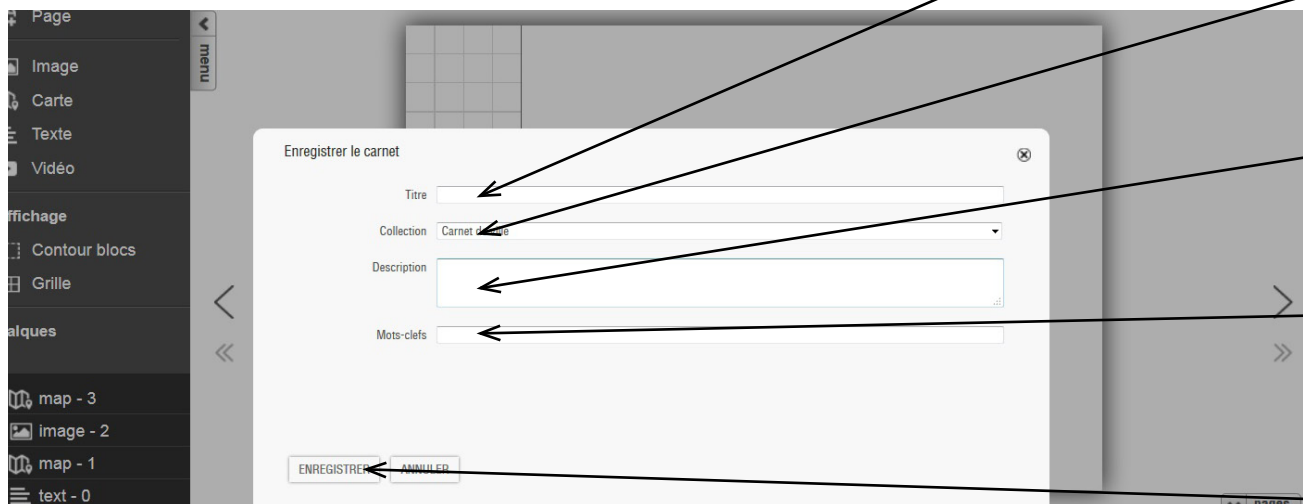 Page
menu
Image
Carte
Texte
Vidéo
ffichage
Contour blocs
Grille
alques
map - 3
image - 2
map - 1
text - 0
Enregistrer le carnet
Titre
Collection Carnet
Description
Mots-clefs
ENREGISTRER ANNULER
pages